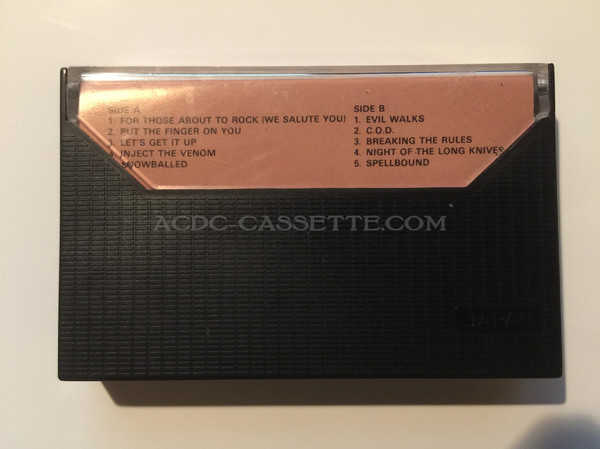 SIDE A
1. FOR THOSE ABOUT TO ROCK (WE SALUTE YOU)
2. PUT THE FINGER ON YOU
3. LET'S GET IT UP
4. INJECT THE VENOM
SNOWBALLED
SIDE B
1. EVIL WALKS
2. C.O.D.
3. BREAKING THE RULES
4. NIGHT OF THE LONG KNIVES
5. SPELLBOUND
ACDC-CASSETTE.COM
JAPAN